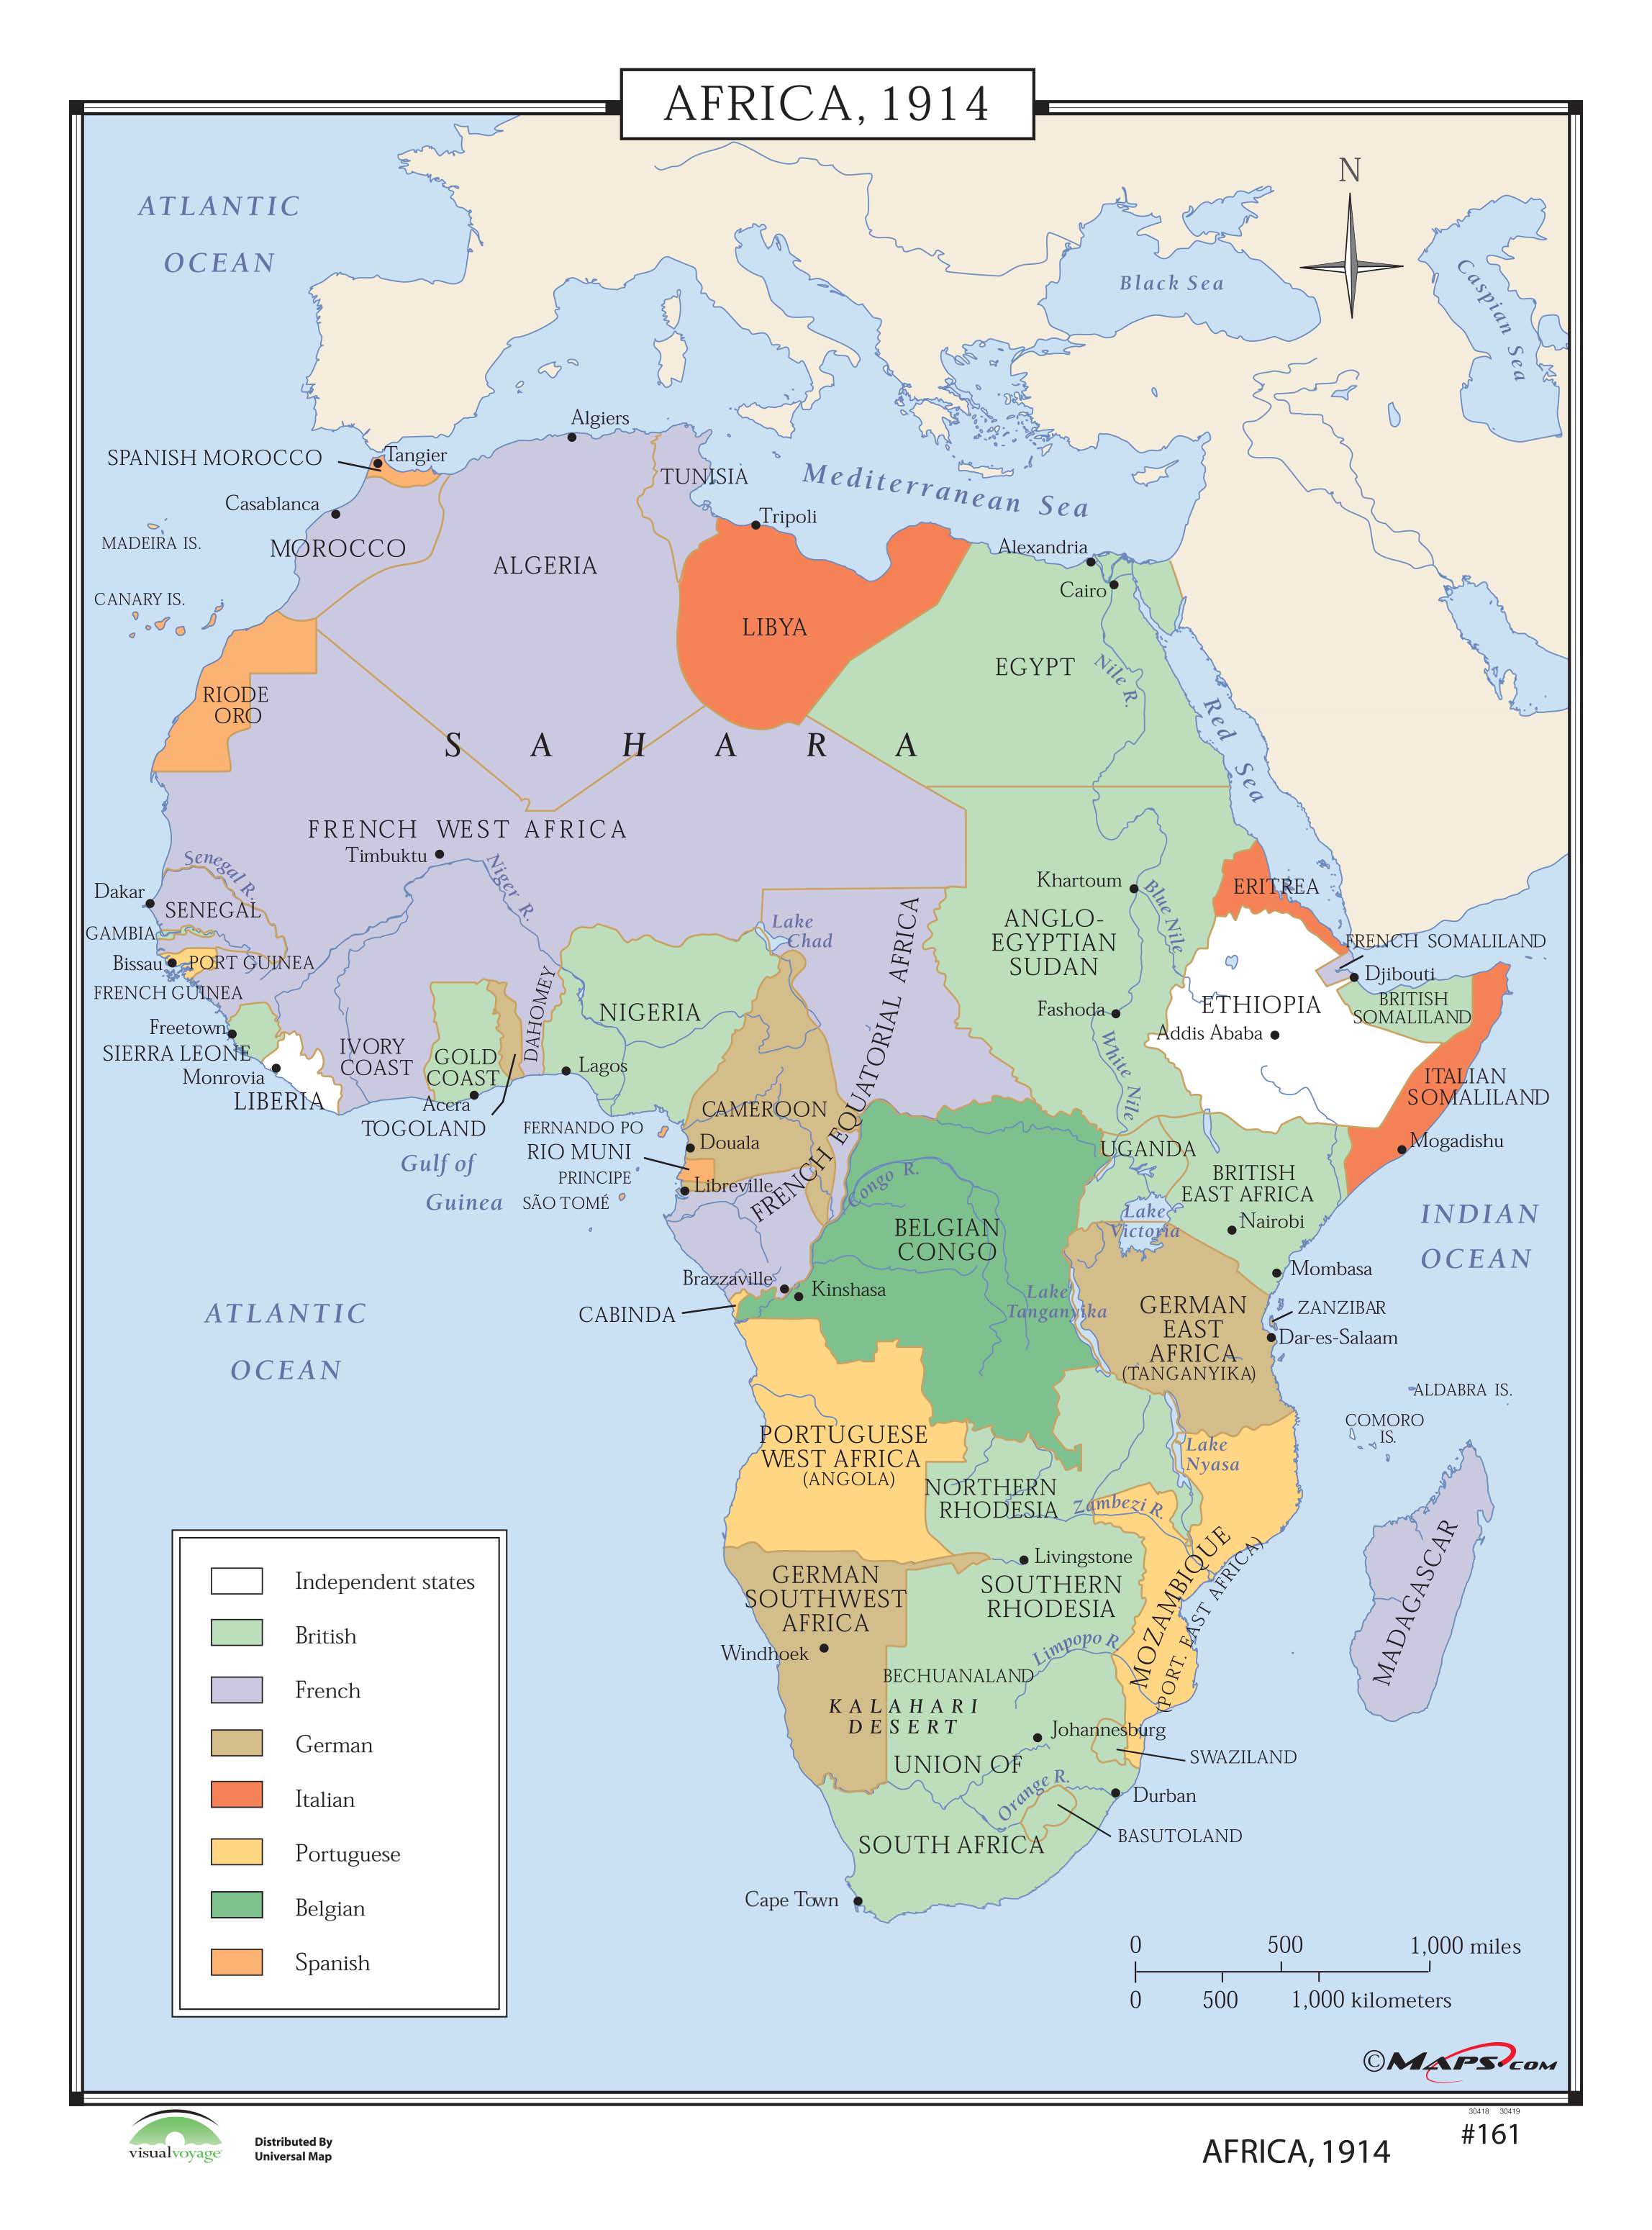 AFRICA, 1914
N
ATLANTIC
OCEAN
Black Sea
Caspian Sea
Algiers
SPANISH MOROCCO
Tangier
TUNISIA
Mediterranean Sea
Casablanca
Tripoli
MADEIRA IS.
MOROCCO
ALGERIA
Alexandria
Cairo
CANARY IS.
LIBYA
EGYPT
Nile R.
RIODE
ORO
Red Sea
S A H A R A
FRENCH WEST AFRICA
Timbuktu
Senegal R.
Niger R.
Dakar
SENEGAL
GAMBIA
Bissau
PORT GUINEA
FRENCH GUINEA
Freetown
SIERRA LEONE
Monrovia
LIBERIA
IVORY
COAST
GOLD
COAST
Accra
TOGOLAND
DAHOMEY
NIGERIA
Lagos
Lake
Chad
FRENCH EQUATORIAL AFRICA
Khartoum
Blue Nile
ANGLO-
EGYPTIAN
SUDAN
Fashoda
White Nile
ERITREA
FRENCH SOMALILAND
Djibouti
BRITISH
SOMALILAND
ETHIOPIA
Addis Ababa
ITALIAN
SOMALILAND
Mogadishu
CAMEROON
Douala
FERNANDO PO
RIO MUNI
PRINCIPE
SÃO TOMÉ
Libreville
Gulf of
Guinea
Congo R.
BELGIAN
CONGO
UGANDA
BRITISH
EAST AFRICA
Lake
Victoria
Nairobi
Mombasa
INDIAN
OCEAN
Brazzaville
Kinshasa
CABINDA
Lake
Tanganyika
GERMAN
EAST
AFRICA
(TANGANYIKA)
ZANZIBAR
Dar-es-Salaam
ATLANTIC
OCEAN
ALDABRA IS.
COMORO
IS.
PORTUGUESE
WEST AFRICA
(ANGOLA)
Lake
Nyasa
NORTHERN
RHODESIA
Zambezi R.
MOZAMBIQUE
(PORT. EAST AFRICA)
MADAGASCAR
Livingstone
SOUTHERN
RHODESIA
GERMAN
SOUTHWEST
AFRICA
Windhoek
Limpopo R.
BECHUANALAND
KALAHARI
DESERT
Johannesburg
SWAZILAND
UNION OF
Orange R.
Durban
BASUTOLAND
SOUTH AFRICA
Cape Town
Independent states
British
French
German
Italian
Portuguese
Belgian
Spanish
0 500 1,000 miles
0 500 1,000 kilometers
©MAPS.COM
30418 30419
#161
AFRICA, 1914
visualvoyage
Distributed By
Universal Map